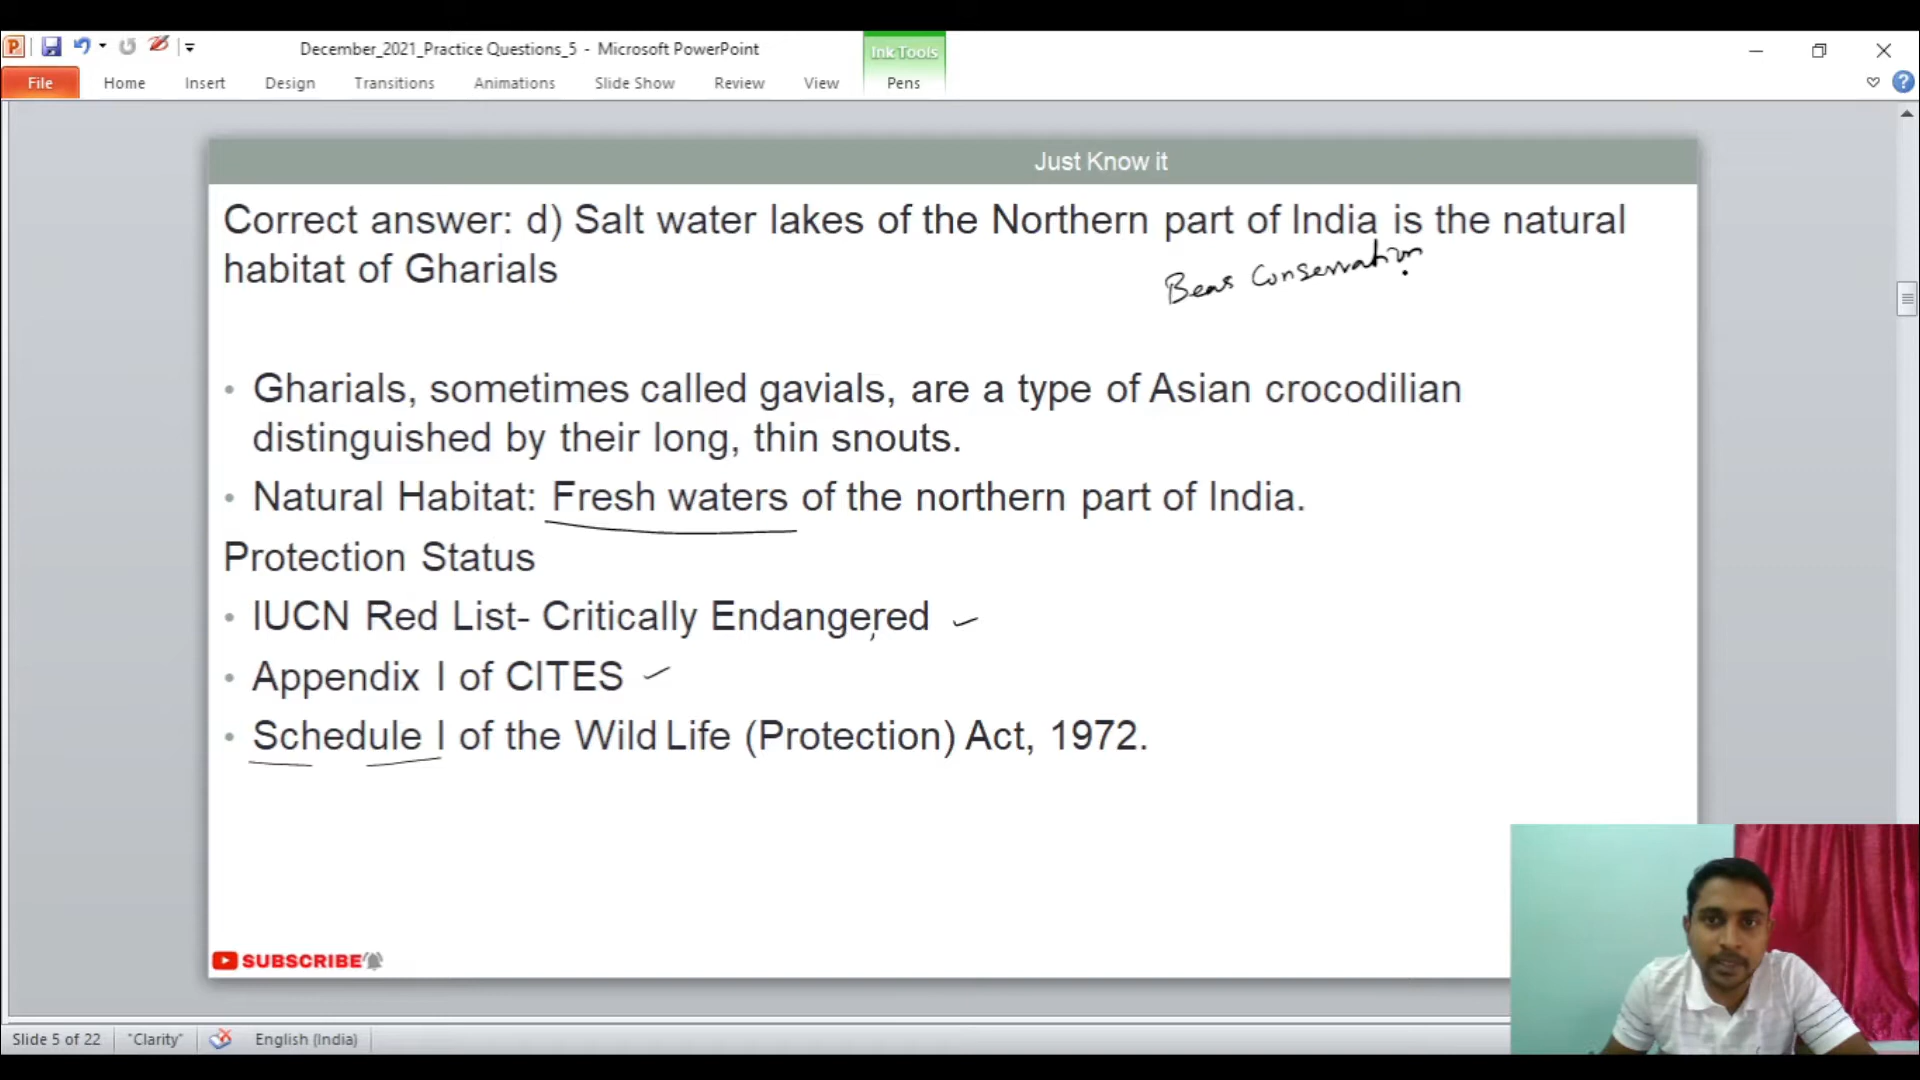 December_2021_Practice Questions_5 - Microsoft PowerPoint
Ink Tools
File Home Insert Design Transitions Animations Slide Show Review View Pens
Just Know it
Correct answer: d) Salt water lakes of the Northern part of India is the natural
habitat of Gharials
Beas Conservation
• Gharials, sometimes called gavials, are a type of Asian crocodilian
distinguished by their long, thin snouts.
• Natural Habitat: Fresh waters of the northern part of India.
Protection Status
• IUCN Red List- Critically Endangered
• Appendix I of CITES
• Schedule I of the Wild Life (Protection) Act, 1972.
SUBSCRIBE
Slide 5 of 22 "Clarity" English (India)